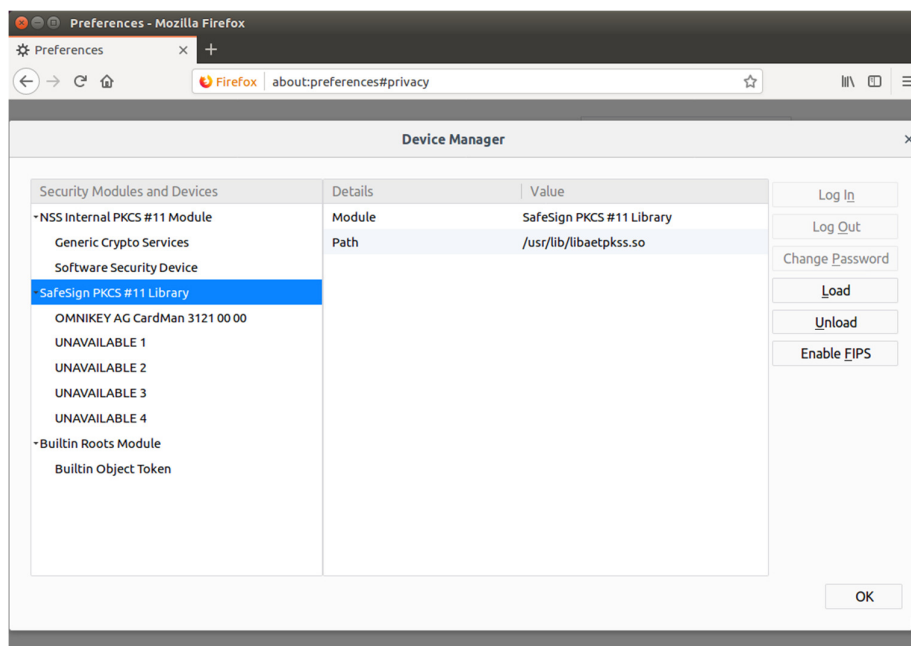 Preferences - Mozilla Firefox
Preferences
Firefox about:preferences#privacy
Device Manager
Security Modules and Devices Details Value
NSS Internal PKCS #11 Module Module SafeSign PKCS #11 Library Log In
Generic Crypto Services Path /usr/lib/libaetpkss.so Log Out
Software Security Device Change Password
SafeSign PKCS #11 Library Load
OMNIKEY AG CardMan 3121 00 00 Unload
UNAVAILABLE 1 Enable FIPS
UNAVAILABLE 2
UNAVAILABLE 3
UNAVAILABLE 4
Builtin Roots Module
Builtin Object Token
OK